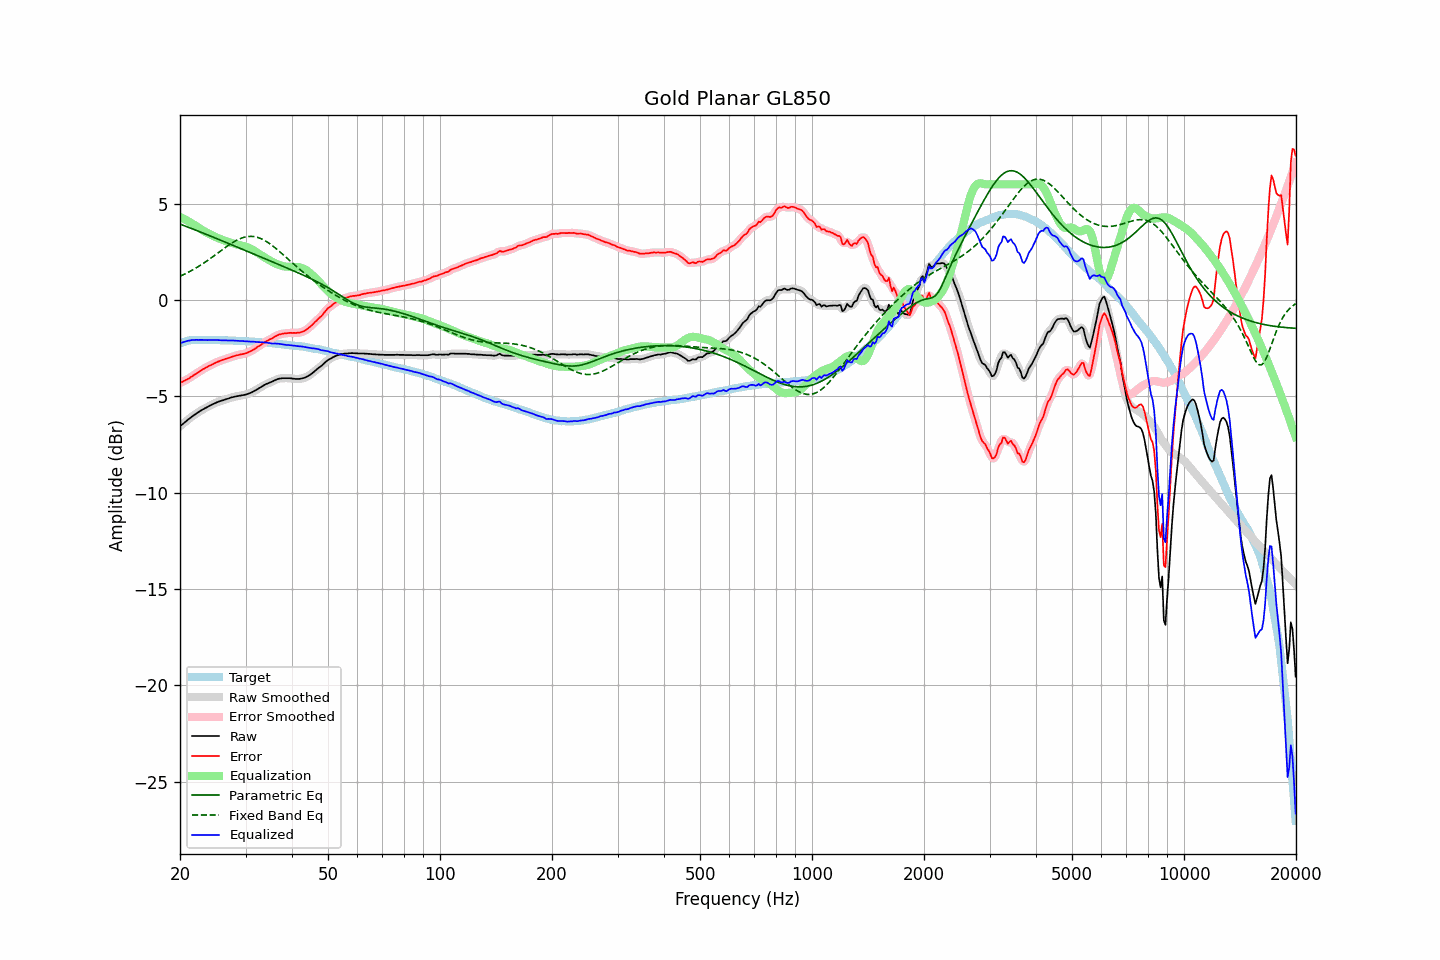 Gold Planar GL850
Amplitude (dBr)
5
0
−5
−10
−15
−20
−25
Target
Raw Smoothed
Error Smoothed
Raw
Error
Equalization
Parametric Eq
Fixed Band Eq
Equalized
20 50 100 200 500 1000 2000 5000 10000 20000
Frequency (Hz)